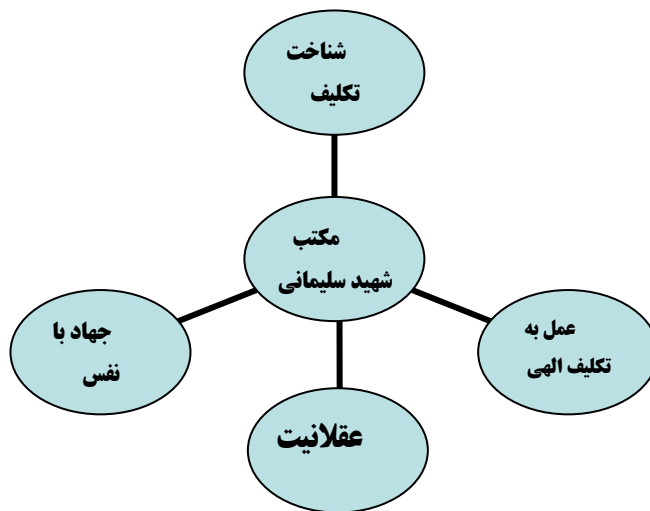 شناخت
تکلیف
مکتب
شهید سلیمانی
عمل به
تکلیف الهی
جهاد با
نفس
عقلانیت